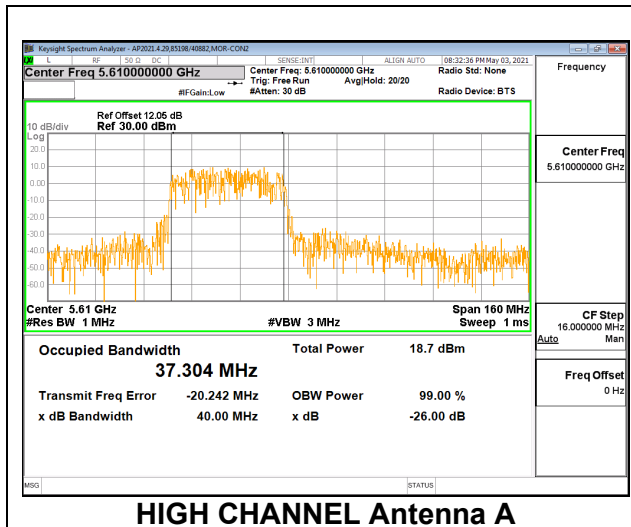 Keysight Spectrum Analyzer - AP2021.4.29,85198/40882,MOR-CON2
L RF 50 Ω DC SENSE:INT ALIGN AUTO 08:32:36 PM May 03, 2021
Center Freq 5.610000000 GHz
Center Freq: 5.610000000 GHz
Radio Std: None
Trig: Free Run Avg|Hold: 20/20
#IFGain:Low #Atten: 30 dB Radio Device: BTS
Frequency
Ref Offset 12.05 dB
10 dB/div Ref 30.00 dBm
Log
20.0
10.0
0.00
-10.0
-20.0
-30.0
-40.0
-50.0
-60.0
Center Freq
5.610000000 GHz
Center 5.61 GHz Span 160 MHz
#Res BW 1 MHz #VBW 3 MHz Sweep 1 ms
CF Step
16.000000 MHz
Auto Man
Occupied Bandwidth Total Power 18.7 dBm
37.304 MHz
Transmit Freq Error -20.242 MHz OBW Power 99.00 %
x dB Bandwidth 40.00 MHz x dB -26.00 dB
Freq Offset
0 Hz
MSG STATUS
HIGH CHANNEL Antenna A